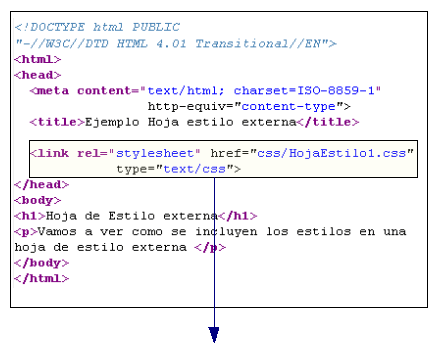 <!DOCTYPE html PUBLIC
"-//W3C//DTD HTML 4.01 Transitional//EN">
<html>
<head>
<meta content="text/html; charset=ISO-8859-1"
http-equiv="content-type">
<title>Ejemplo Hoja estilo externa</title>
<link rel="stylesheet" href="css/HojaEstilo1.css"
type="text/css">
</head>
<body>
<h1>Hoja de Estilo externa</h1>
<p>Vamos a ver como se incluyen los estilos en una
hoja de estilo externa </p>
</body>
</html>